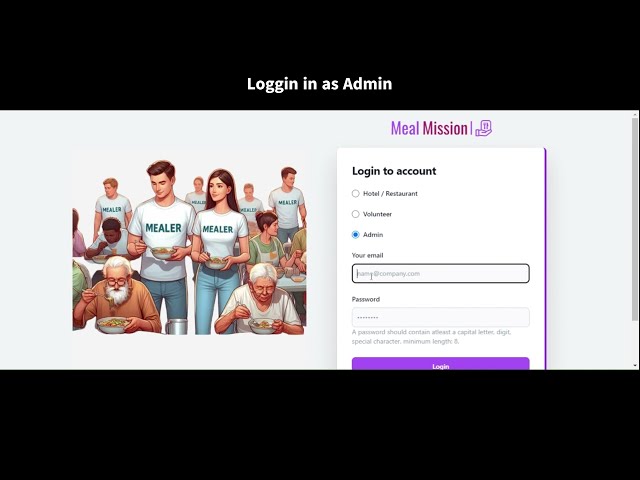 Loggin in as Admin
Meal Mission
Login to account
Hotel / Restaurant
Volunteer
Admin
Your email
name@company.com
Password
••••••••
A password should contain atleast a capital letter, digit,
special character, minimum length: 8.
Login
MEALER
MEALER
MEALER
MEALER
MEALER